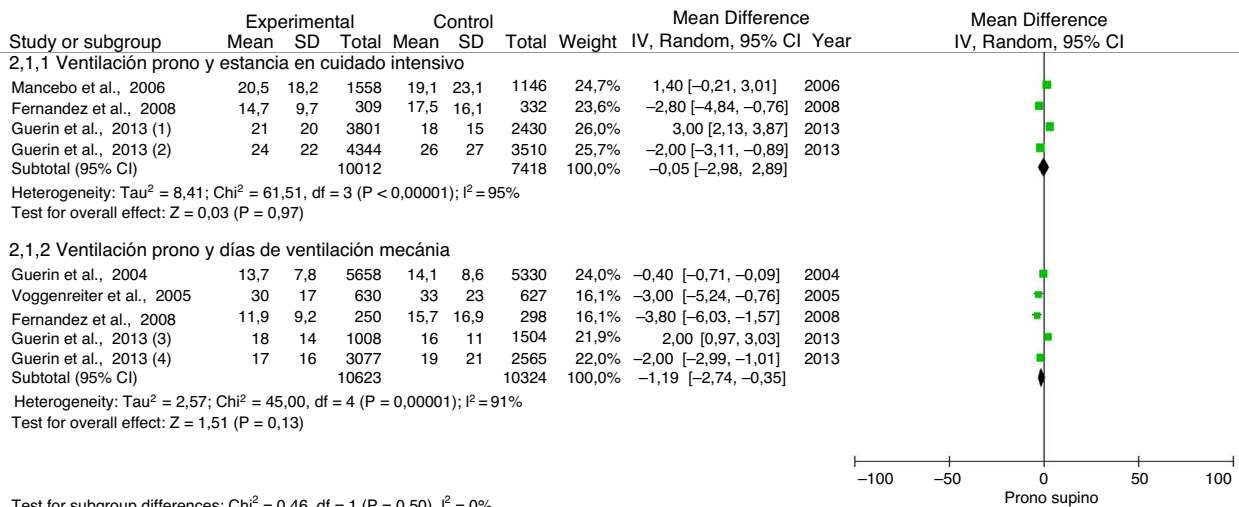 Experimental Control Mean Difference Mean Difference
Study or subgroup Mean SD Total Mean SD Total Weight IV, Random, 95% CI Year IV, Random, 95% CI
2,1,1 Ventilación prono y estancia en cuidado intensivo
Mancebo et al., 2006 20,5 18,2 1558 19,1 23,1 1146 24,7% 1,40 [−0,21, 3,01] 2006
Fernandez et al., 2008 14,7 9,7 309 17,5 16,1 332 23,6% −2,80 [−4,84, −0,76] 2008
Guerin et al., 2013 (1) 21 20 3801 18 15 2430 26,0% 3,00 [2,13, 3,87] 2013
Guerin et al., 2013 (2) 24 22 4344 26 27 3510 25,7% −2,00 [−3,11, −0,89] 2013
Subtotal (95% CI) 10012 7418 100,0% −0,05 [−2,98, 2,89]
Heterogeneity: Tau² = 8,41; Chi² = 61,51, df = 3 (P < 0,00001); I² = 95%
Test for overall effect: Z = 0,03 (P = 0,97)
2,1,2 Ventilación prono y días de ventilación mecánia
Guerin et al., 2004 13,7 7,8 5658 14,1 8,6 5330 24,0% −0,40 [−0,71, −0,09] 2004
Voggenreiter et al., 2005 30 17 630 33 23 627 16,1% −3,00 [−5,24, −0,76] 2005
Fernandez et al., 2008 11,9 9,2 250 15,7 16,9 298 16,1% −3,80 [−6,03, −1,57] 2008
Guerin et al., 2013 (3) 18 14 1008 16 11 1504 21,9% 2,00 [0,97, 3,03] 2013
Guerin et al., 2013 (4) 17 16 3077 19 21 2565 22,0% −2,00 [−2,99, −1,01] 2013
Subtotal (95% CI) 10623 10324 100,0% −1,19 [−2,74, −0,35]
Heterogeneity: Tau² = 2,57; Chi² = 45,00, df = 4 (P = 0,00001); I² = 91%
Test for overall effect: Z = 1,51 (P = 0,13)
−100 −50 0 50 100
Prono supino
Test for subgroup differences: Chi² = 0,46, df = 1 (P = 0,50), I² = 0%